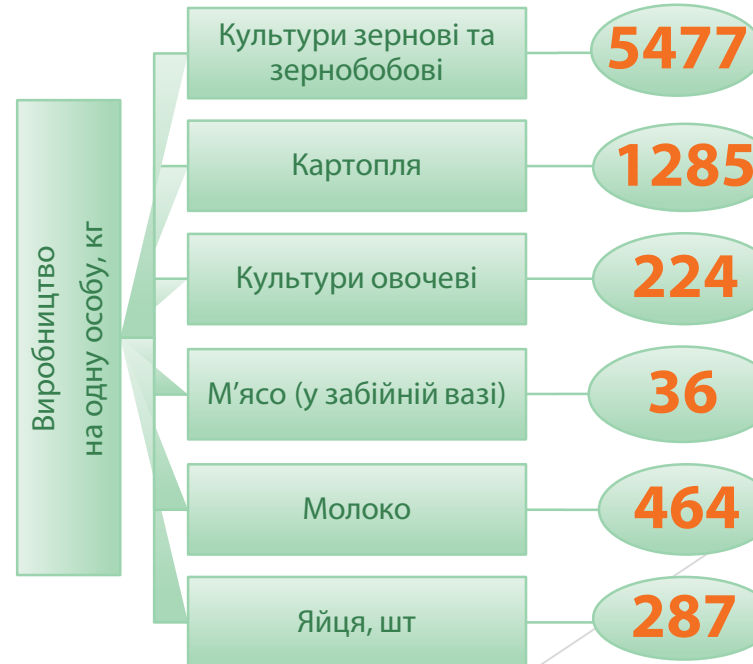 Виробництво
на одну особу, кг
Культури зернові та
зернобобові
5477
Картопля
1285
Культури овочеві
224
М’ясо (у забійній вазі)
36
Молоко
464
Яйця, шт
287